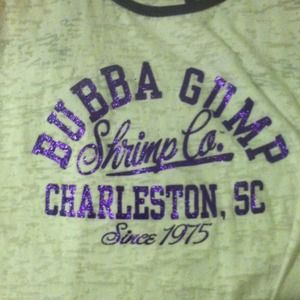 BUBBA GUMP
Shrimp Co.
CHARLESTON, SC
Since 1975